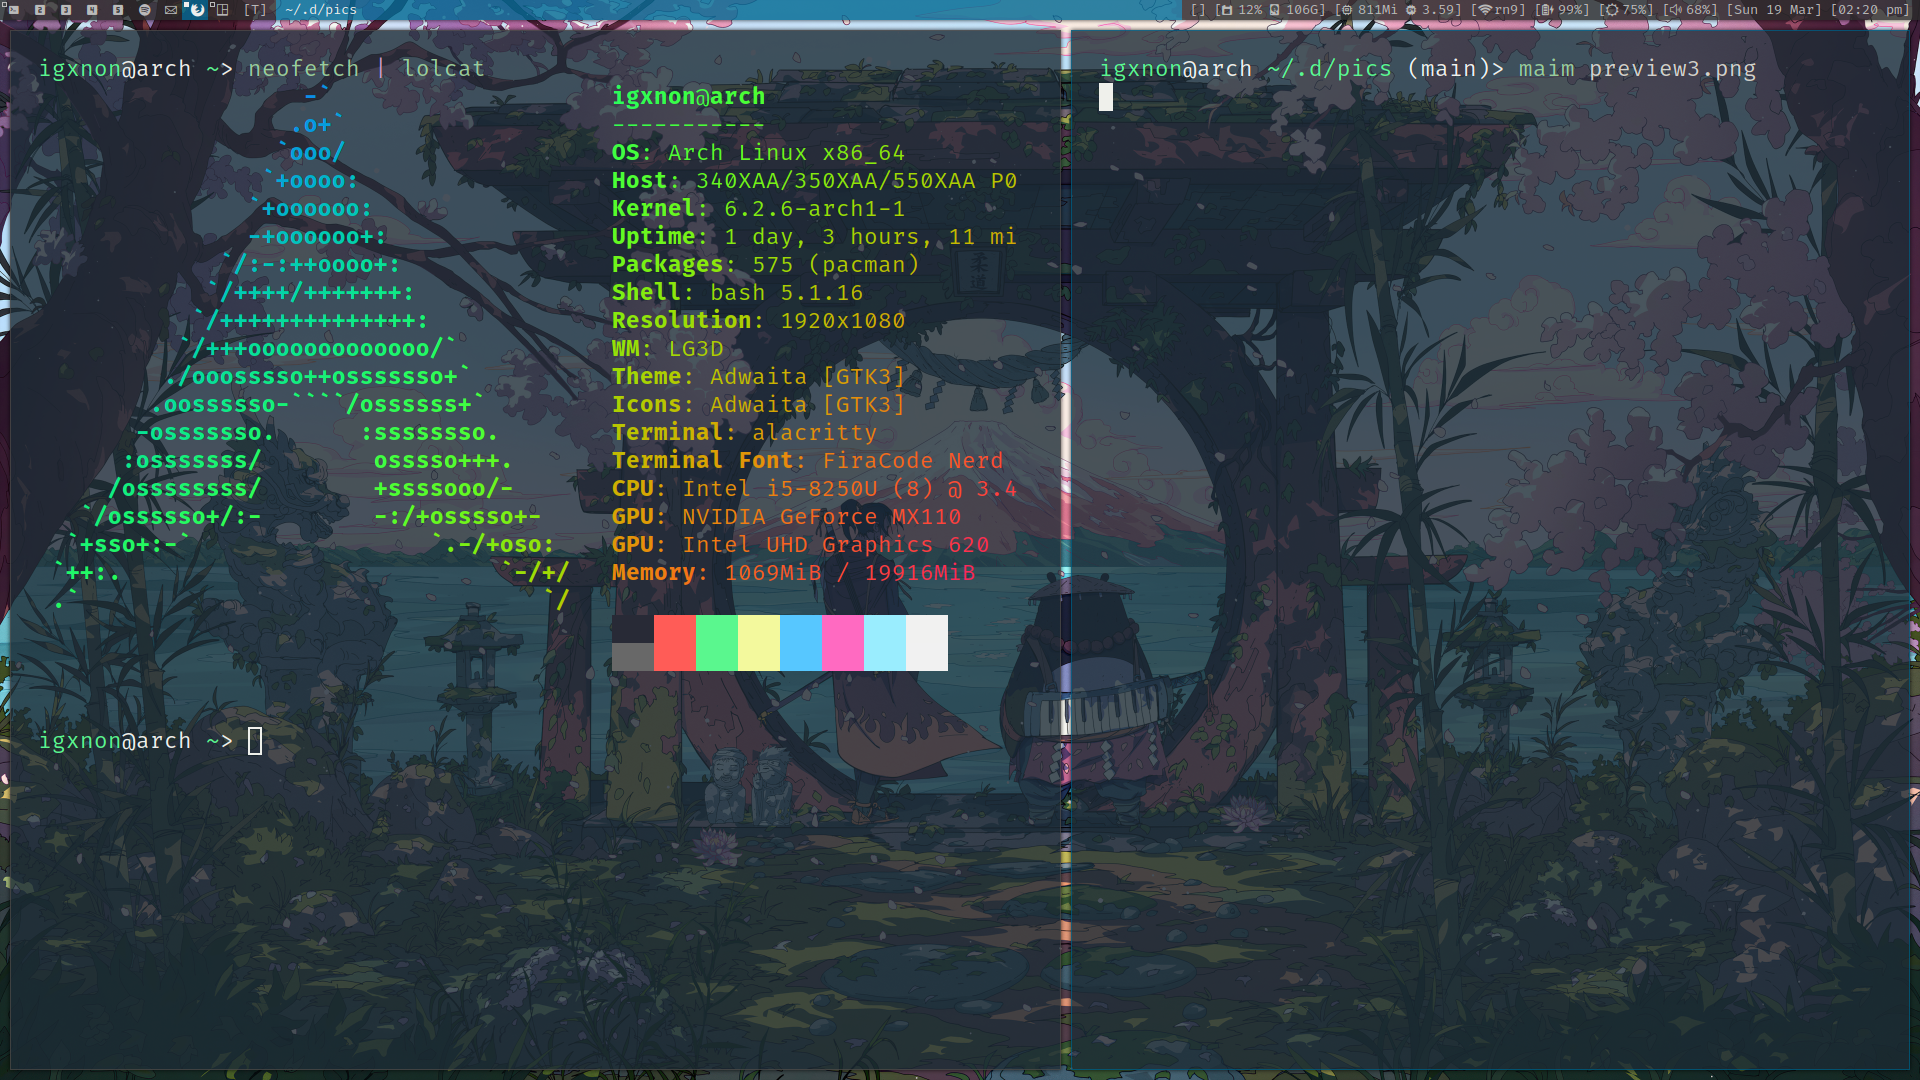 2 3 4 5 [T] ~/.d/pics [] [ 12% 106G] [ 811Mi 3.59] [ rn9] [ 99%] [ 75%] [ 68%] [Sun 19 Mar] [02:20 pm]
igxnon@arch ~> neofetch | lolcat
-`
.o+`
`ooo/
`+oooo:
`+oooooo:
-+oooooo+:
`/:-:++oooo+:
`/++++/+++++++:
`/++++++++++++++:
`/+++ooooooooooooo/`
./ooosssso++osssssso+`
.oossssso-````/ossssss+`
-osssssso. :ssssssso.
:osssssss/ osssso+++.
/ossssssss/ +ssssooo/-
`/ossssso+/:- -:/+osssso+-
`+sso+:-` `.-/+oso:
`++:. `-/+/
.` `/
igxnon@arch
-----------
OS: Arch Linux x86_64
Host: 340XAA/350XAA/550XAA P0
Kernel: 6.2.6-arch1-1
Uptime: 1 day, 3 hours, 11 mi
Packages: 575 (pacman)
Shell: bash 5.1.16
Resolution: 1920x1080
WM: LG3D
Theme: Adwaita [GTK3]
Icons: Adwaita [GTK3]
Terminal: alacritty
Terminal Font: FiraCode Nerd
CPU: Intel i5-8250U (8) @ 3.4
GPU: NVIDIA GeForce MX110
GPU: Intel UHD Graphics 620
Memory: 1069MiB / 19916MiB
igxnon@arch ~>
igxnon@arch ~/.d/pics (main)> maim preview3.png
柔
道